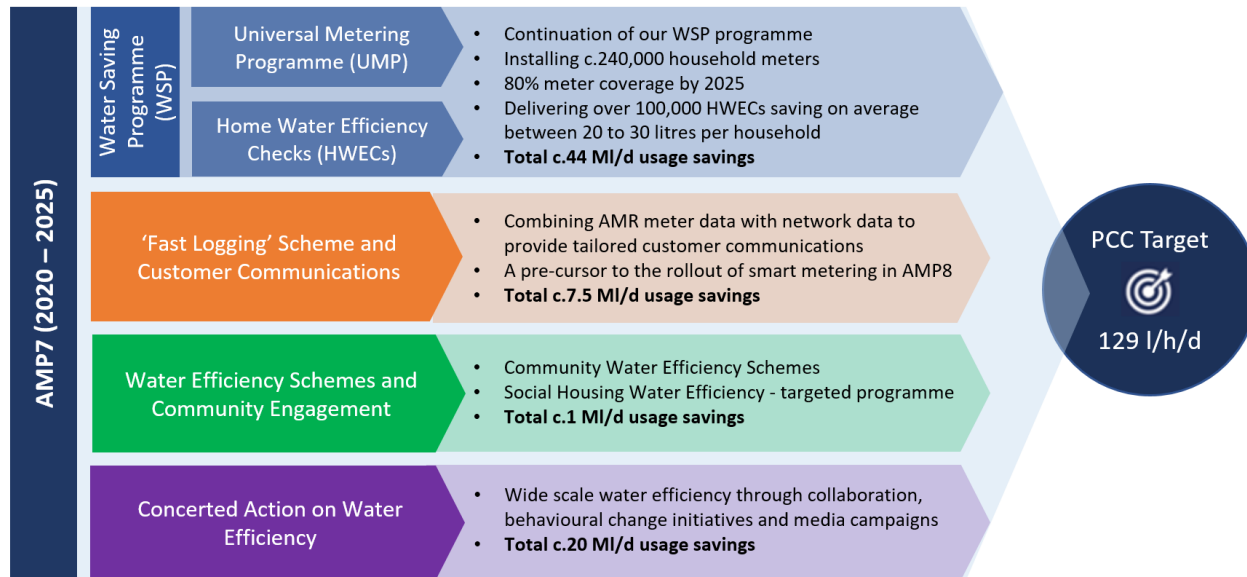 AMP7 (2020 – 2025)
Water Saving
Programme
(WSP)
Universal Metering
Programme (UMP)
Home Water Efficiency
Checks (HWECs)
• Continuation of our WSP programme
• Installing c.240,000 household meters
• 80% meter coverage by 2025
• Delivering over 100,000 HWECs saving on average
between 20 to 30 litres per household
• Total c.44 Ml/d usage savings
‘Fast Logging’ Scheme and
Customer Communications
• Combining AMR meter data with network data to
provide tailored customer communications
• A pre-cursor to the rollout of smart metering in AMP8
• Total c.7.5 Ml/d usage savings
Water Efficiency Schemes and
Community Engagement
• Community Water Efficiency Schemes
• Social Housing Water Efficiency - targeted programme
• Total c.1 Ml/d usage savings
Concerted Action on Water
Efficiency
• Wide scale water efficiency through collaboration,
behavioural change initiatives and media campaigns
• Total c.20 Ml/d usage savings
PCC Target
129 l/h/d